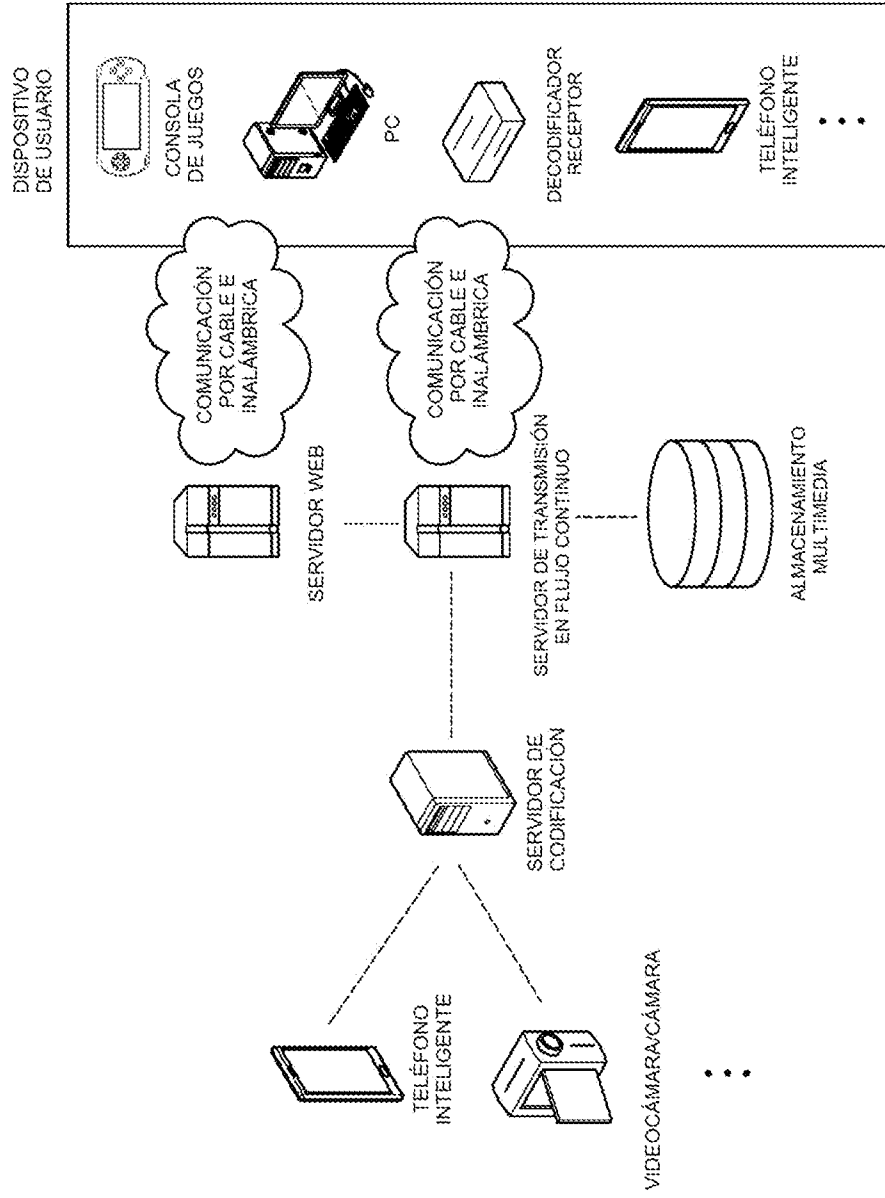 DISPOSITIVO
DE USUARIO
CONSOLA
DE JUEGOS
PC
DECODIFICADOR
RECEPTOR
TELÉFONO
INTELIGENTE
COMUNICACIÓN
POR CABLE E
INALÁMBRICA
COMUNICACIÓN
POR CABLE E
INALÁMBRICA
SERVIDOR WEB
SERVIDOR DE TRANSMISIÓN
EN FLUJO CONTINUO
ALMACENAMIENTO
MULTIMEDIA
SERVIDOR DE
CODIFICACIÓN
TELÉFONO
INTELIGENTE
VIDEOCÁMARA/CÁMARA